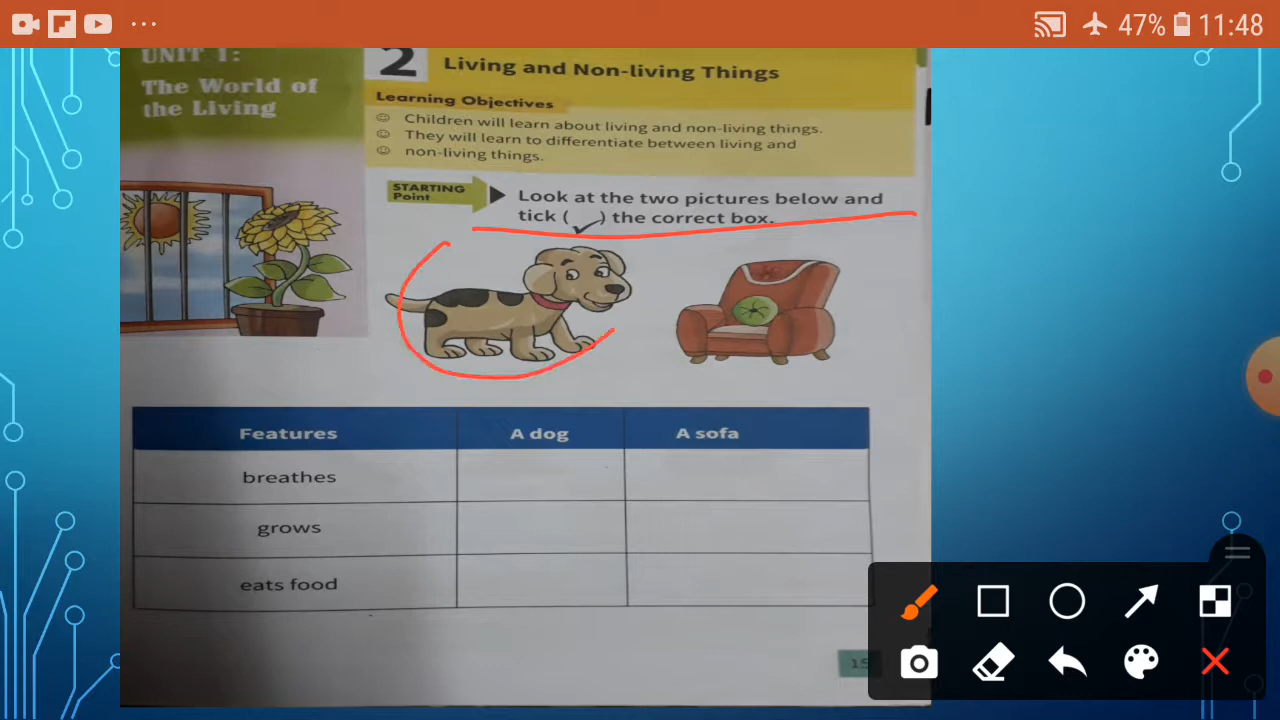 47% 11:48
UNIT 1:
The World of
the Living
2 Living and Non-living Things
Learning Objectives
Children will learn about living and non-living things.
They will learn to differentiate between living and
non-living things.
STARTING
Point
Look at the two pictures below and
tick ( ✓ ) the correct box.
Features A dog A sofa
breathes
grows
eats food
15